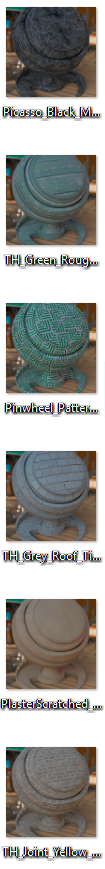 Picasso_Black_M...
TH_Green_Roug...
Pinwheel_Patter...
TH_Grey_Roof_Ti...
PlasterScratched_...
TH_Joint_Yellow_...